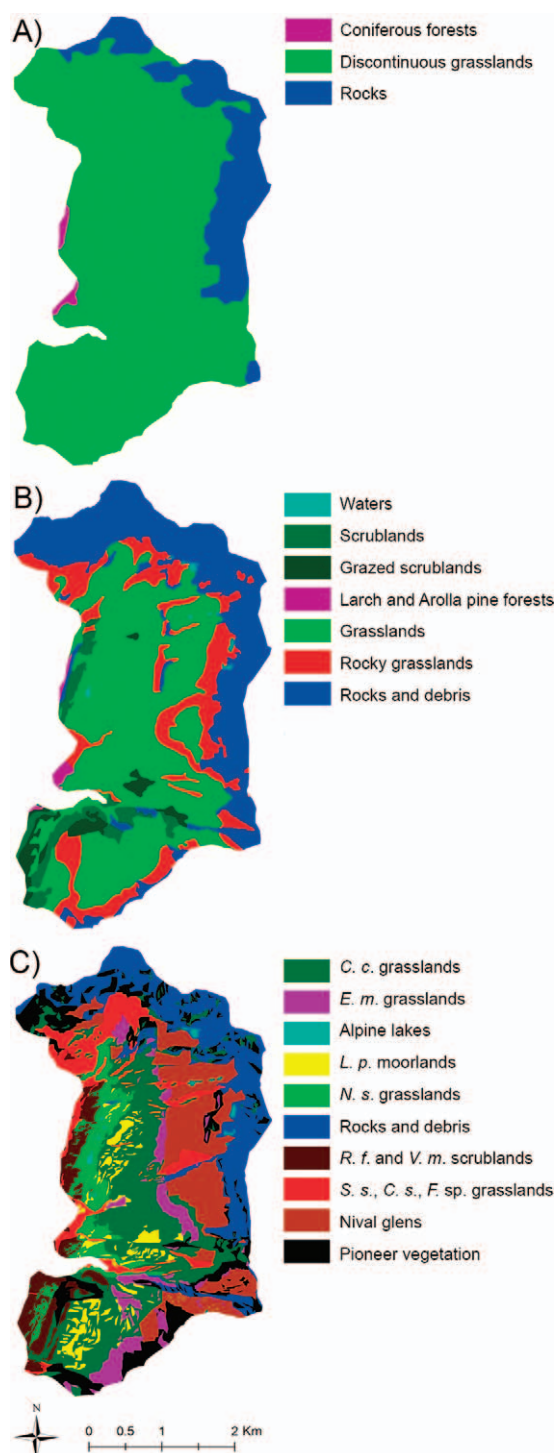 A)
Coniferous forests
Discontinuous grasslands
Rocks
B)
Waters
Scrublands
Grazed scrublands
Larch and Arolla pine forests
Grasslands
Rocky grasslands
Rocks and debris
C)
C. c. grasslands
E. m. grasslands
Alpine lakes
L. p. moorlands
N. s. grasslands
Rocks and debris
R. f. and V. m. scrublands
S. s., C. s., F. sp. grasslands
Nival glens
Pioneer vegetation
N
0 0.5 1 2 Km